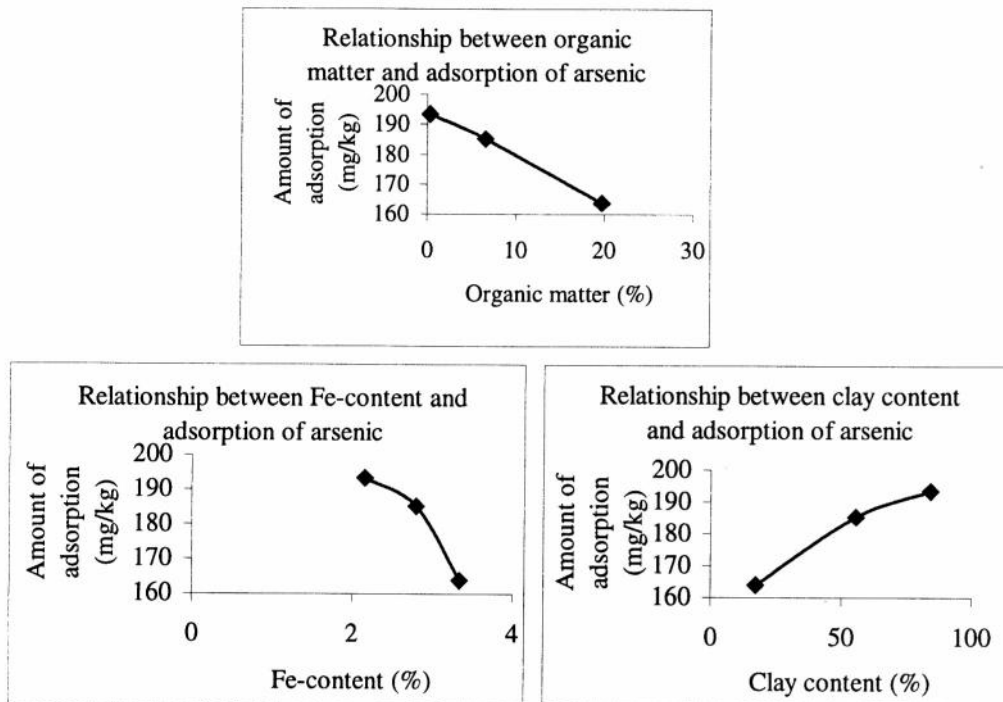 Relationship between organic
matter and adsorption of arsenic
Amount of
adsorption
(mg/kg)
200
190
180
170
160
0 10 20 30
Organic matter (%)
Relationship between Fe-content and
adsorption of arsenic
Amount of
adsorption
(mg/kg)
200
190
180
170
160
0 2 4
Fe-content (%)
Relationship between clay content
and adsorption of arsenic
Amount of
adsorption
(mg/kg)
200
190
180
170
160
0 50 100
Clay content (%)